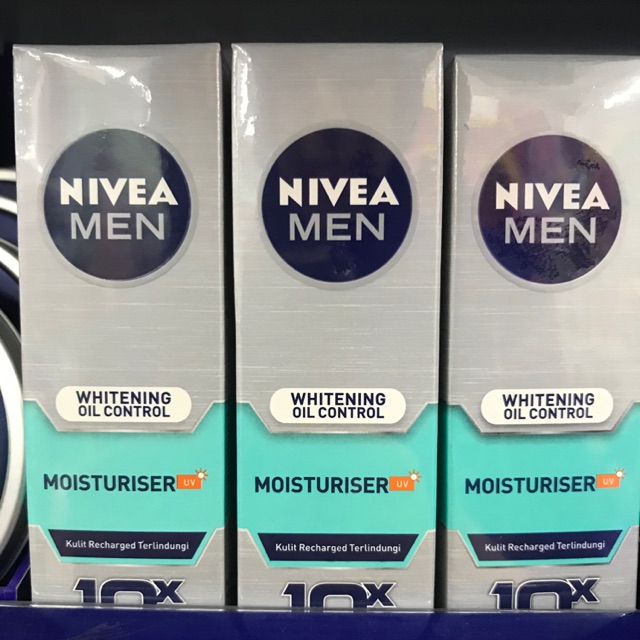 NIVEA
MEN
WHITENING
OIL CONTROL
MOISTURISER UV
Kulit Recharged Terlindungi
10X
NIVEA
MEN
WHITENING
OIL CONTROL
MOISTURISER UV
Kulit Recharged Terlindungi
10X
NIVEA
MEN
WHITENING
OIL CONTROL
MOISTURISER UV
Kulit Recharged Terlindungi
10X